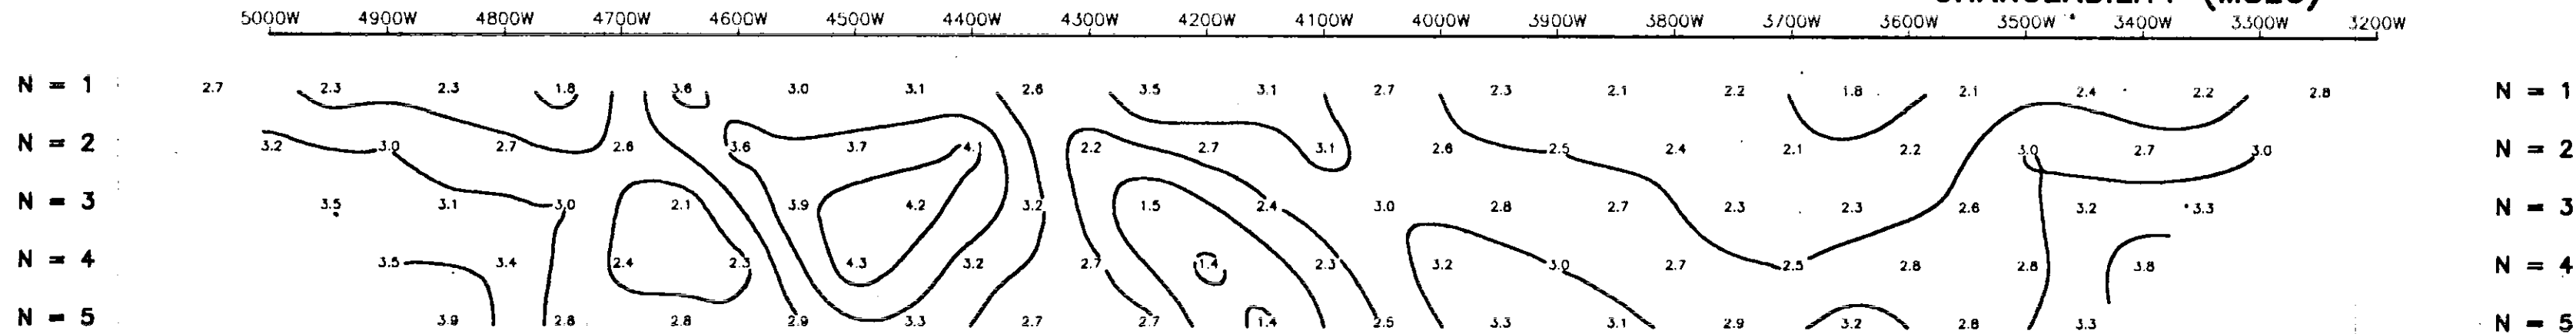 CHARGEABILITY (MSEC)
5000W 4900W 4800W 4700W 4600W 4500W 4400W 4300W 4200W 4100W 4000W 3900W 3800W 3700W 3600W 3500W 3400W 3300W 3200W
N = 1 2.7 2.3 2.3 1.8 3.6 3.0 3.1 2.6 3.5 3.1 2.7 2.3 2.1 2.2 1.8 2.1 2.4 2.2 2.8 N = 1
N = 2 3.2 3.0 2.7 2.6 3.6 3.7 4.1 2.2 2.7 3.1 2.6 2.5 2.4 2.1 2.2 3.0 2.7 3.0 N = 2
N = 3 3.5 3.1 3.0 2.1 3.9 4.2 3.2 1.5 2.4 3.0 2.8 2.7 2.3 2.3 2.6 3.2 3.3 N = 3
N = 4 3.5 3.4 2.4 2.3 4.3 3.2 2.7 1.4 2.3 3.2 3.0 2.7 2.5 2.8 2.8 3.8 N = 4
N = 5 3.9 2.8 2.8 2.9 3.3 2.7 2.7 1.4 2.5 3.3 3.1 2.9 3.2 2.8 3.3 N = 5